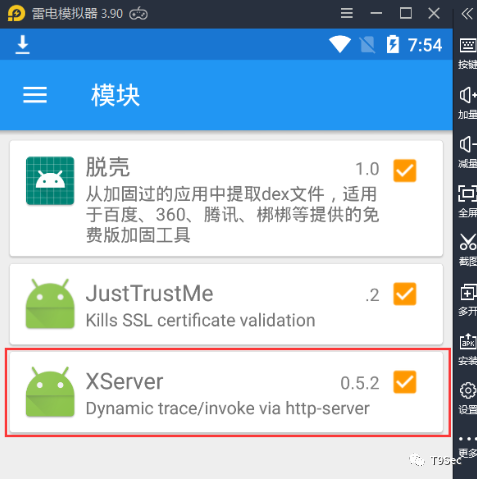 雷电模拟器 3.90
7:54
模块
脱壳
1.0
从加固过的应用中提取dex文件，适用
于百度、360、腾讯、梆梆等提供的免
费版加固工具
JustTrustMe
.2
Kills SSL certificate validation
XServer
0.5.2
Dynamic trace/invoke via http-server
按键
加量
减量
全屏
截图
多开
APK
安装
设置
更多
T9Sec